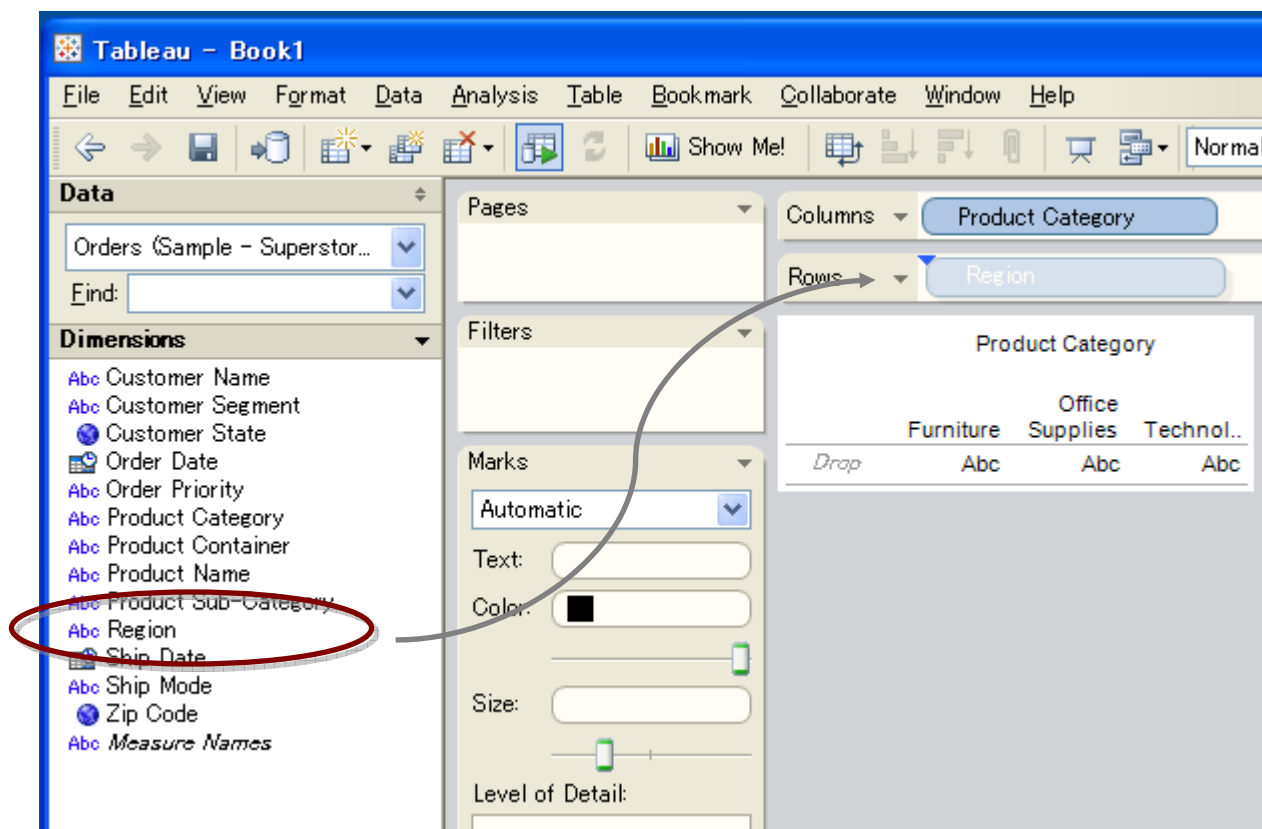 Tableau - Book1
File Edit View Format Data Analysis Table Bookmark Collaborate Window Help
Show Me! Normal
Data
Orders (Sample - Superstor...
Find:
Dimensions
Abc Customer Name
Abc Customer Segment
Customer State
Order Date
Abc Order Priority
Abc Product Category
Abc Product Container
Abc Product Name
Abc Product Sub-Category
Abc Region
Ship Date
Abc Ship Mode
Zip Code
Abc Measure Names
Pages
Filters
Marks
Automatic
Text:
Color:
Size:
Level of Detail:
Columns Product Category
Rows Region
Product Category
Office
Furniture Supplies Technol..
Drop Abc Abc Abc